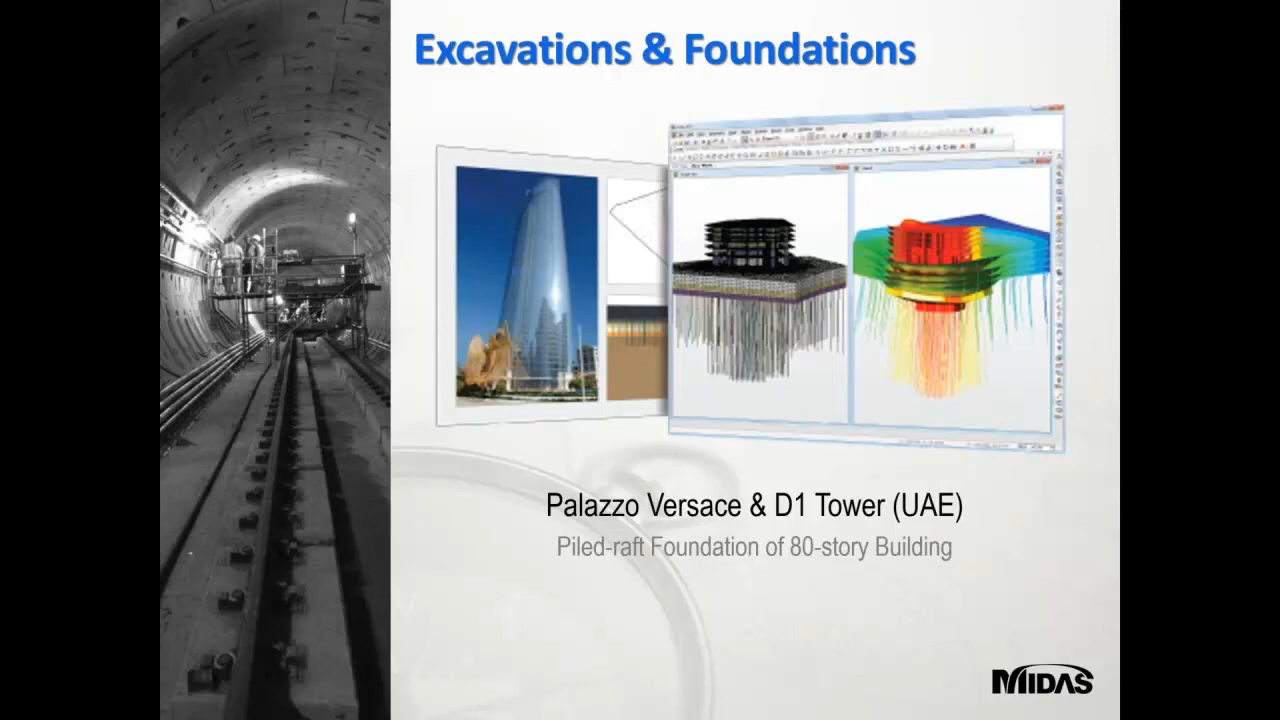 Excavations & Foundations
Palazzo Versace & D1 Tower (UAE)
Piled-raft Foundation of 80-story Building
MIDAS